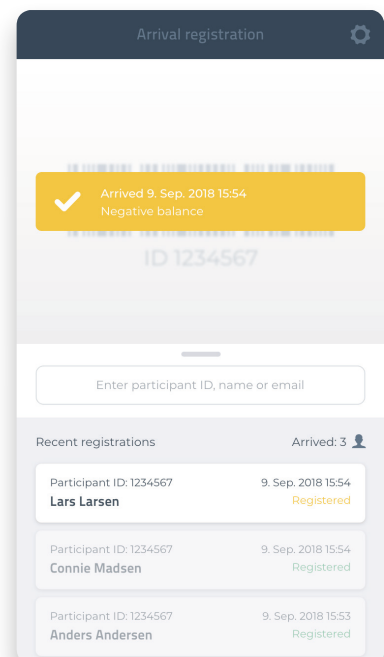 Arrival registration
Arrived 9. Sep. 2018 15:54
Negative balance
ID 1234567
Enter participant ID, name or email
Recent registrations
Arrived: 3
Participant ID: 1234567
9. Sep. 2018 15:54
Lars Larsen
Registered
Participant ID: 1234567
9. Sep. 2018 15:54
Connie Madsen
Registered
Participant ID: 1234567
9. Sep. 2018 15:53
Anders Andersen
Registered